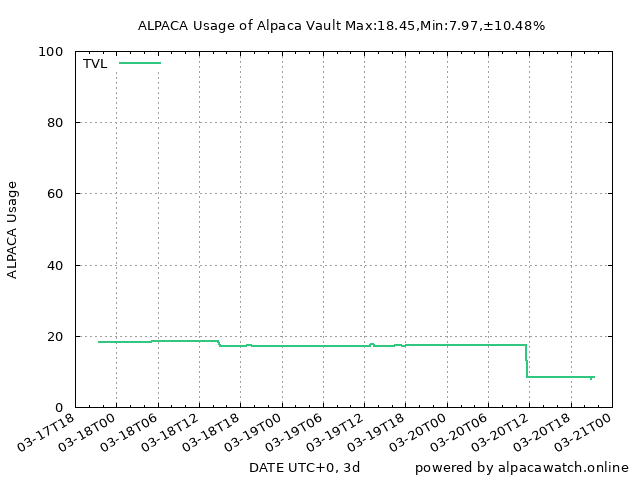 ALPACA Usage of Alpaca Vault Max:18.45,Min:7.97,±10.48%
TVL
100
80
60
40
20
0
ALPACA Usage
03-17T18
03-18T00
03-18T06
03-18T12
03-18T18
03-19T00
03-19T06
03-19T12
03-19T18
03-20T00
03-20T06
03-20T12
03-20T18
03-21T00
DATE UTC+0, 3d
powered by alpacawatch.online